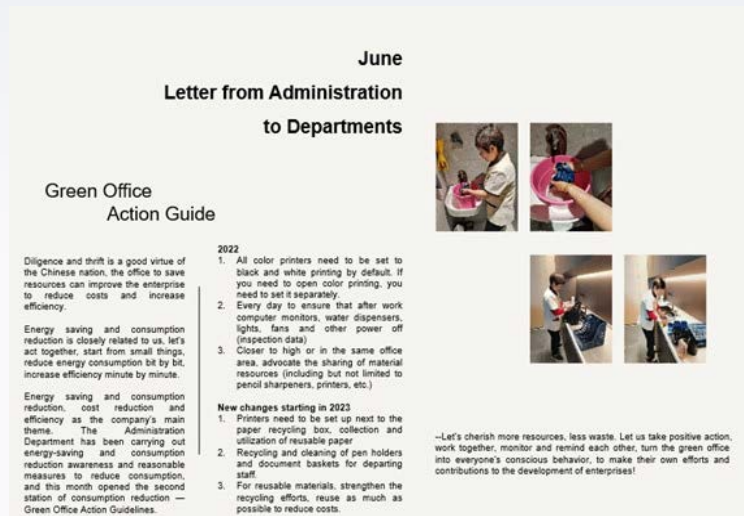 June
Letter from Administration
to Departments
Green Office
Action Guide
Diligence and thrift is a good virtue of
the Chinese nation, the office to save
resources can improve the enterprise
to reduce costs and increase
efficiency.
Energy saving and consumption
reduction is closely related to us, let's
act together, start from small things,
reduce energy consumption bit by bit,
increase efficiency minute by minute.
Energy saving and consumption
reduction, cost reduction and
efficiency as the company's main
theme. The Administration
Department has been carrying out
energy-saving and consumption
reduction awareness and reasonable
measures to reduce consumption,
and this month opened the second
station of consumption reduction —
Green Office Action Guidelines.
2022
1. All color printers need to be set to
black and white printing by default. If
you need to open color printing, you
need to set it separately.
2. Every day to ensure that after work
computer monitors, water dispensers,
lights, fans and other power off
(inspection data)
3. Closer to high or in the same office
area, advocate the sharing of material
resources (including but not limited to
pencil sharpeners, printers, etc.)
New changes starting in 2023
1. Printers need to be set up next to the
paper recycling box, collection and
utilization of reusable paper
2. Recycling and cleaning of pen holders
and document baskets for departing
staff.
3. For reusable materials, strengthen the
recycling efforts, reuse as much as
possible to reduce costs.
--Let's cherish more resources, less waste. Let us take positive action,
work together, monitor and remind each other, turn the green office
into everyone's conscious behavior, to make their own efforts and
contributions to the development of enterprises!